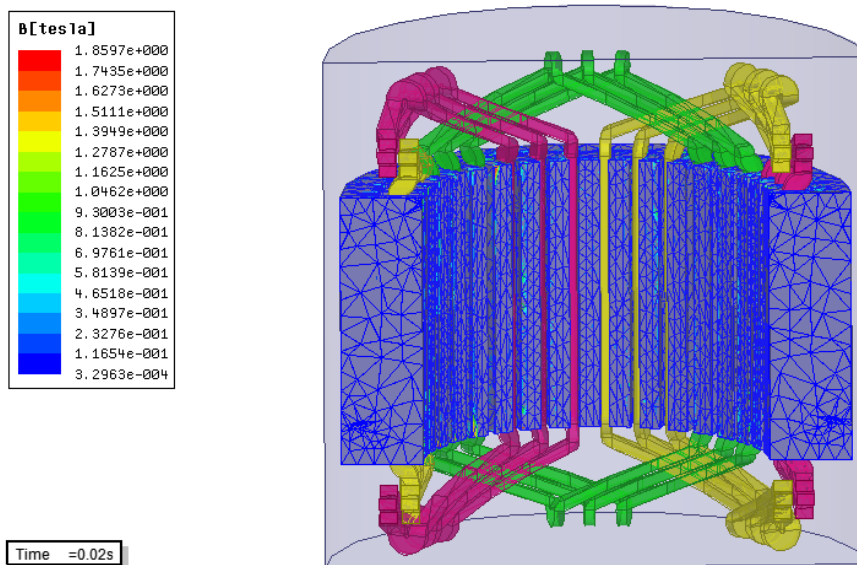 B[tesla]
1.8597e+000
1.7435e+000
1.6273e+000
1.5111e+000
1.3949e+000
1.2787e+000
1.1625e+000
1.0462e+000
9.3003e-001
8.1382e-001
6.9761e-001
5.8139e-001
4.6518e-001
3.4897e-001
2.3276e-001
1.1654e-001
3.2963e-004
Time =0.02s